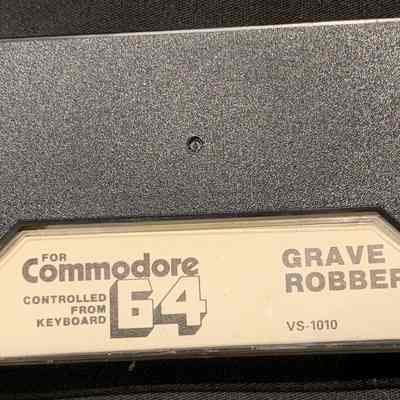 FOR
Commodore
64
CONTROLLED
FROM
KEYBOARD
GRAVE
ROBBER
VS-1010